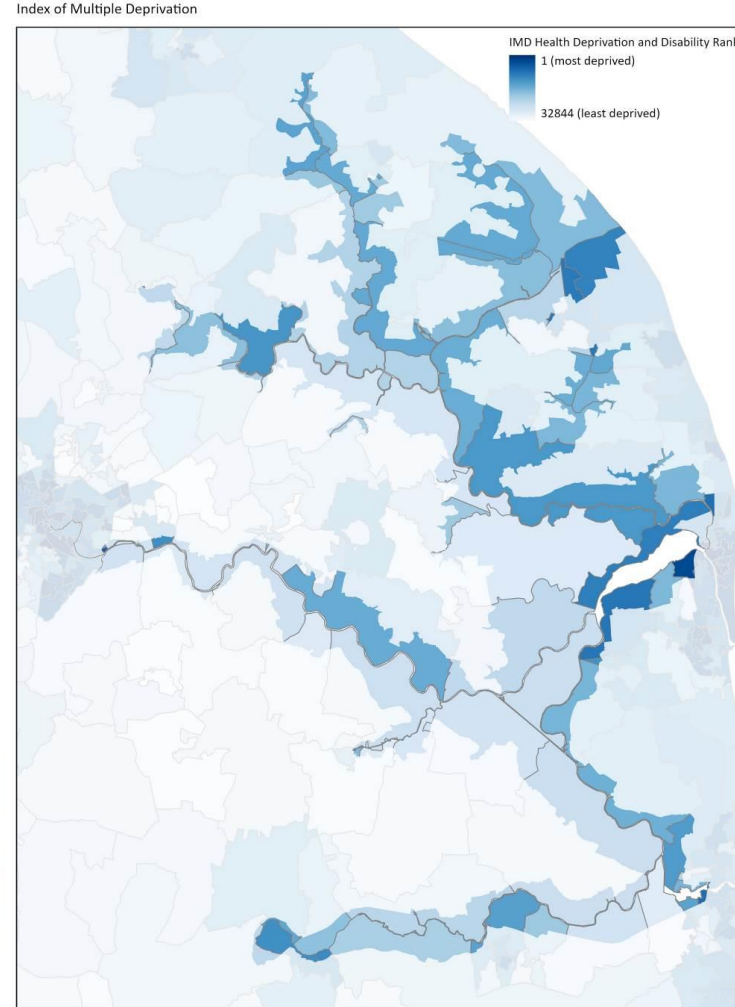 Index of Multiple Deprivation
IMD Health Deprivation and Disability Rank
1 (most deprived)
32844 (least deprived)